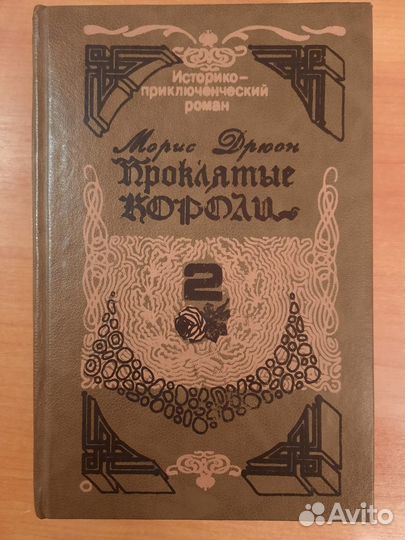 Историко-
приключенческий
роман
Морис Дрюон
Проклятые
короли
2
Avito